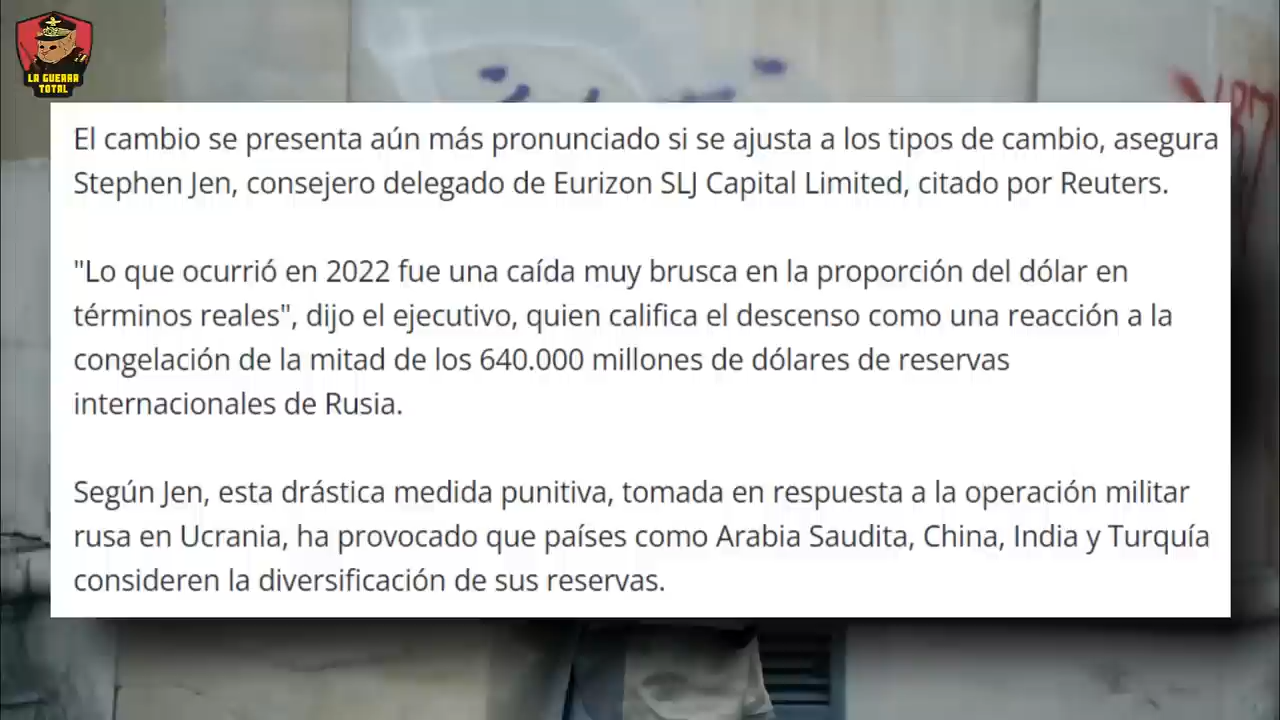 LA GUERRA
TOTAL
El cambio se presenta aún más pronunciado si se ajusta a los tipos de cambio, asegura
Stephen Jen, consejero delegado de Eurizon SLJ Capital Limited, citado por Reuters.
"Lo que ocurrió en 2022 fue una caída muy brusca en la proporción del dólar en
términos reales", dijo el ejecutivo, quien califica el descenso como una reacción a la
congelación de la mitad de los 640.000 millones de dólares de reservas
internacionales de Rusia.
Según Jen, esta drástica medida punitiva, tomada en respuesta a la operación militar
rusa en Ucrania, ha provocado que países como Arabia Saudita, China, India y Turquía
consideren la diversificación de sus reservas.